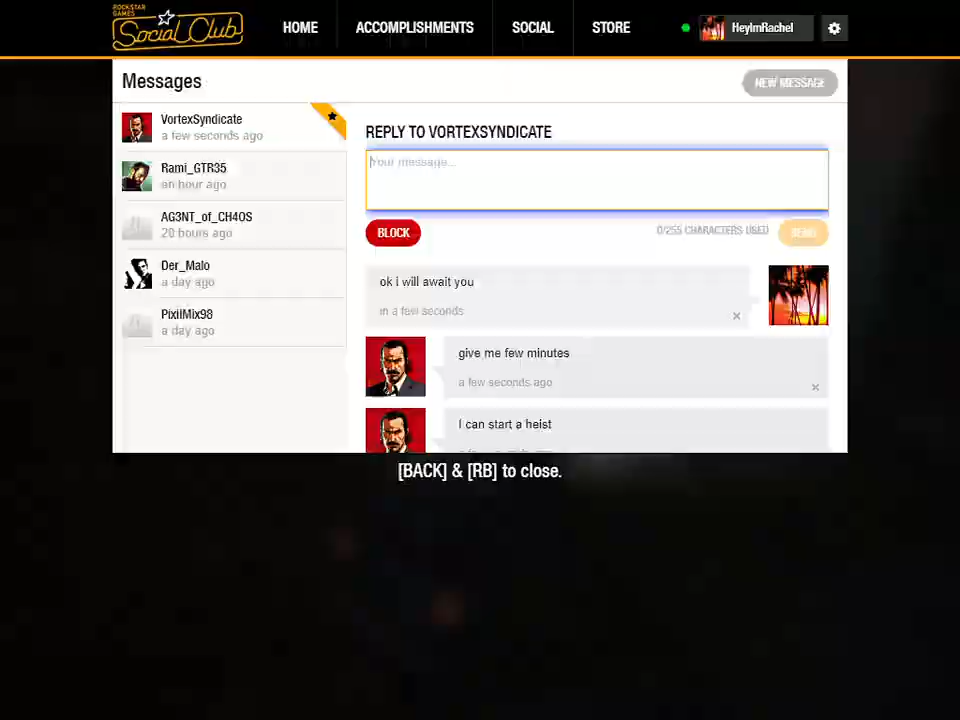 ROCKSTAR
GAMES
Social Club
HOME
ACCOMPLISHMENTS
SOCIAL
STORE
HeyImRachel
Messages
NEW MESSAGE
VortexSyndicate
a few seconds ago
Rami_GTR35
an hour ago
AG3NT_of_CH4OS
20 hours ago
Der_Malo
a day ago
PixilMix98
a day ago
REPLY TO VORTEXSYNDICATE
Your message...
BLOCK
0/255 CHARACTERS USED
SEND
ok i will await you
in a few seconds
give me few minutes
a few seconds ago
I can start a heist
[BACK] & [RB] to close.